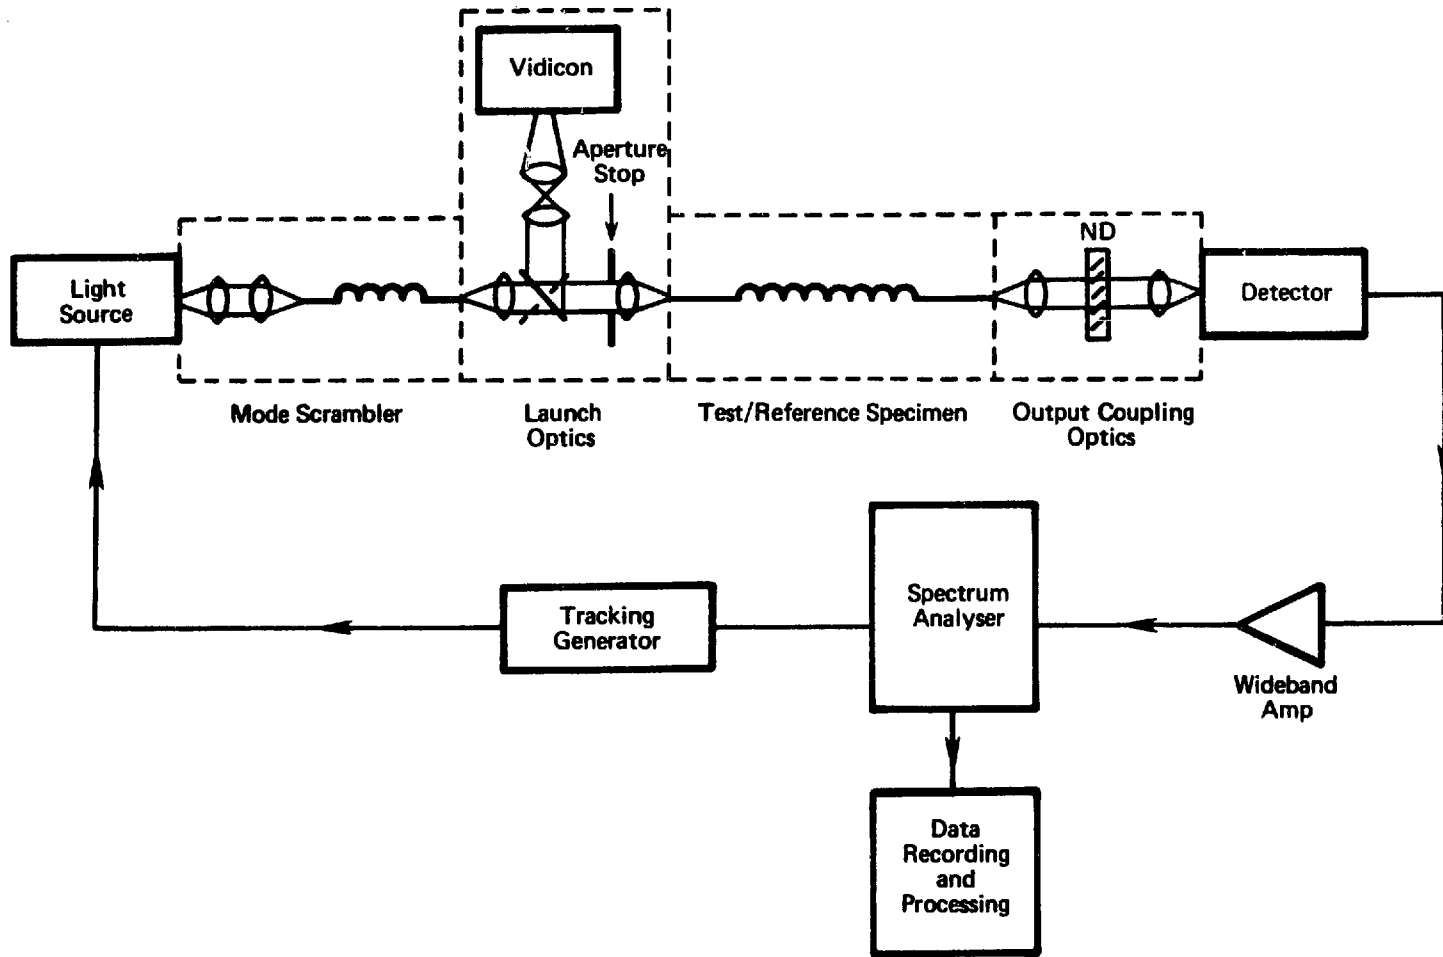 Vidicon
Aperture
Stop
ND
Light
Source
Detector
Mode Scrambler
Launch
Optics
Test/Reference Specimen
Output Coupling
Optics
Tracking
Generator
Spectrum
Analyser
Wideband
Amp
Data
Recording
and
Processing